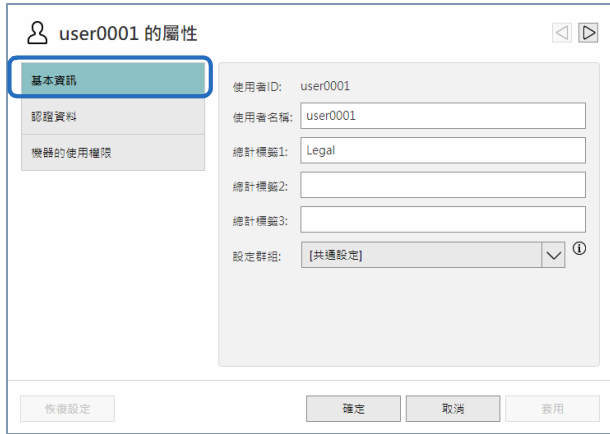 user0001 的屬性
基本資訊
認證資料
機器的使用權限
使用者ID: user0001
使用者名稱: user0001
總計標籤1: Legal
總計標籤2:
總計標籤3:
設定群組: [共通設定]
恢復設定 確定 取消 套用